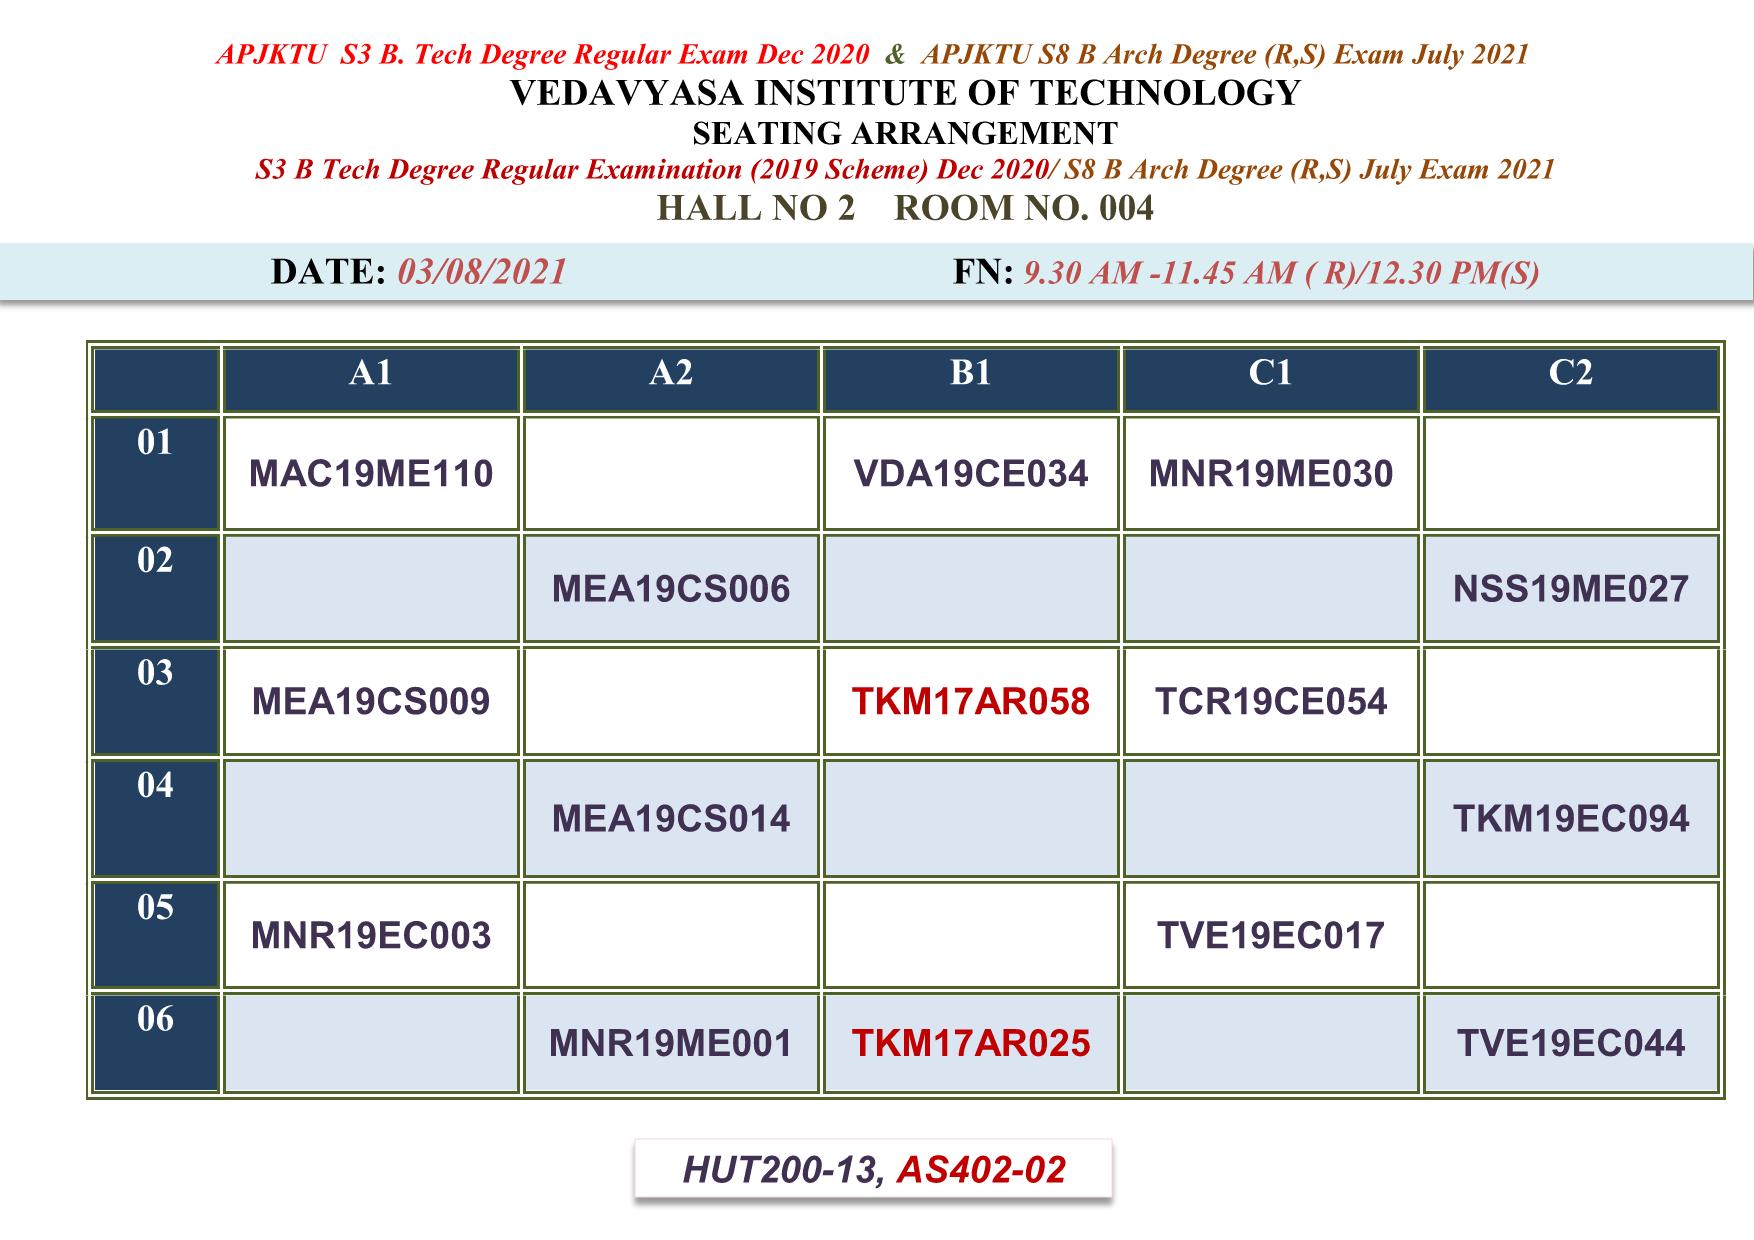 APJKTU S3 B. Tech Degree Regular Exam Dec 2020 & APJKTU S8 B Arch Degree (R,S) Exam July 2021
VEDAVYASA INSTITUTE OF TECHNOLOGY
SEATING ARRANGEMENT
S3 B Tech Degree Regular Examination (2019 Scheme) Dec 2020/ S8 B Arch Degree (R,S) July Exam 2021
HALL NO 2 ROOM NO. 004
DATE: 03/08/2021 FN: 9.30 AM -11.45 AM ( R)/12.30 PM(S)
A1 A2 B1 C1 C2
01 MAC19ME110 VDA19CE034 MNR19ME030
02 MEA19CS006 NSS19ME027
03 MEA19CS009 TKM17AR058 TCR19CE054
04 MEA19CS014 TKM19EC094
05 MNR19EC003 TVE19EC017
06 MNR19ME001 TKM17AR025 TVE19EC044
HUT200-13, AS402-02